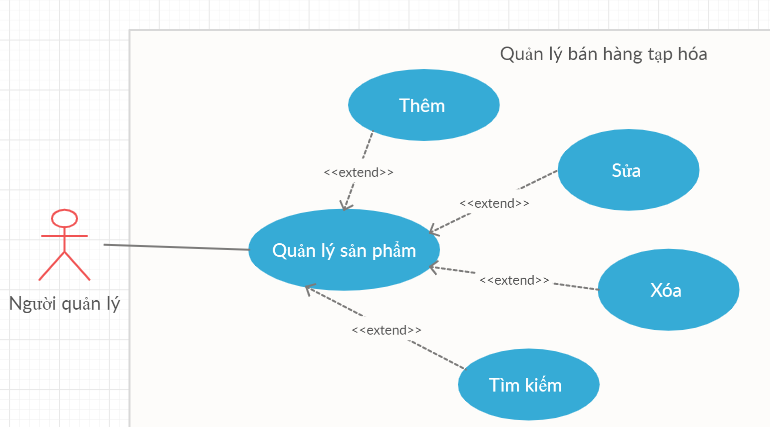 Quản lý bán hàng tạp hóa
Thêm
<<extend>>
Sửa
<<extend>>
Quản lý sản phẩm
<<extend>>
Xóa
Người quản lý
<<extend>>
Tìm kiếm